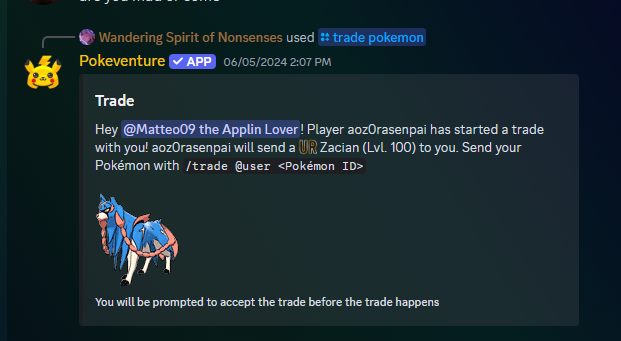 Wandering Spirit of Nonsenses used trade pokemon
Pokeventure ✓ APP 06/05/2024 2:07 PM
Trade
Hey @Matteo09 the Applin Lover! Player aoz0rasenpai has started a trade
with you! aoz0rasenpai will send a UR Zacian (Lvl. 100) to you. Send your
Pokémon with /trade @user <Pokémon ID>
You will be prompted to accept the trade before the trade happens